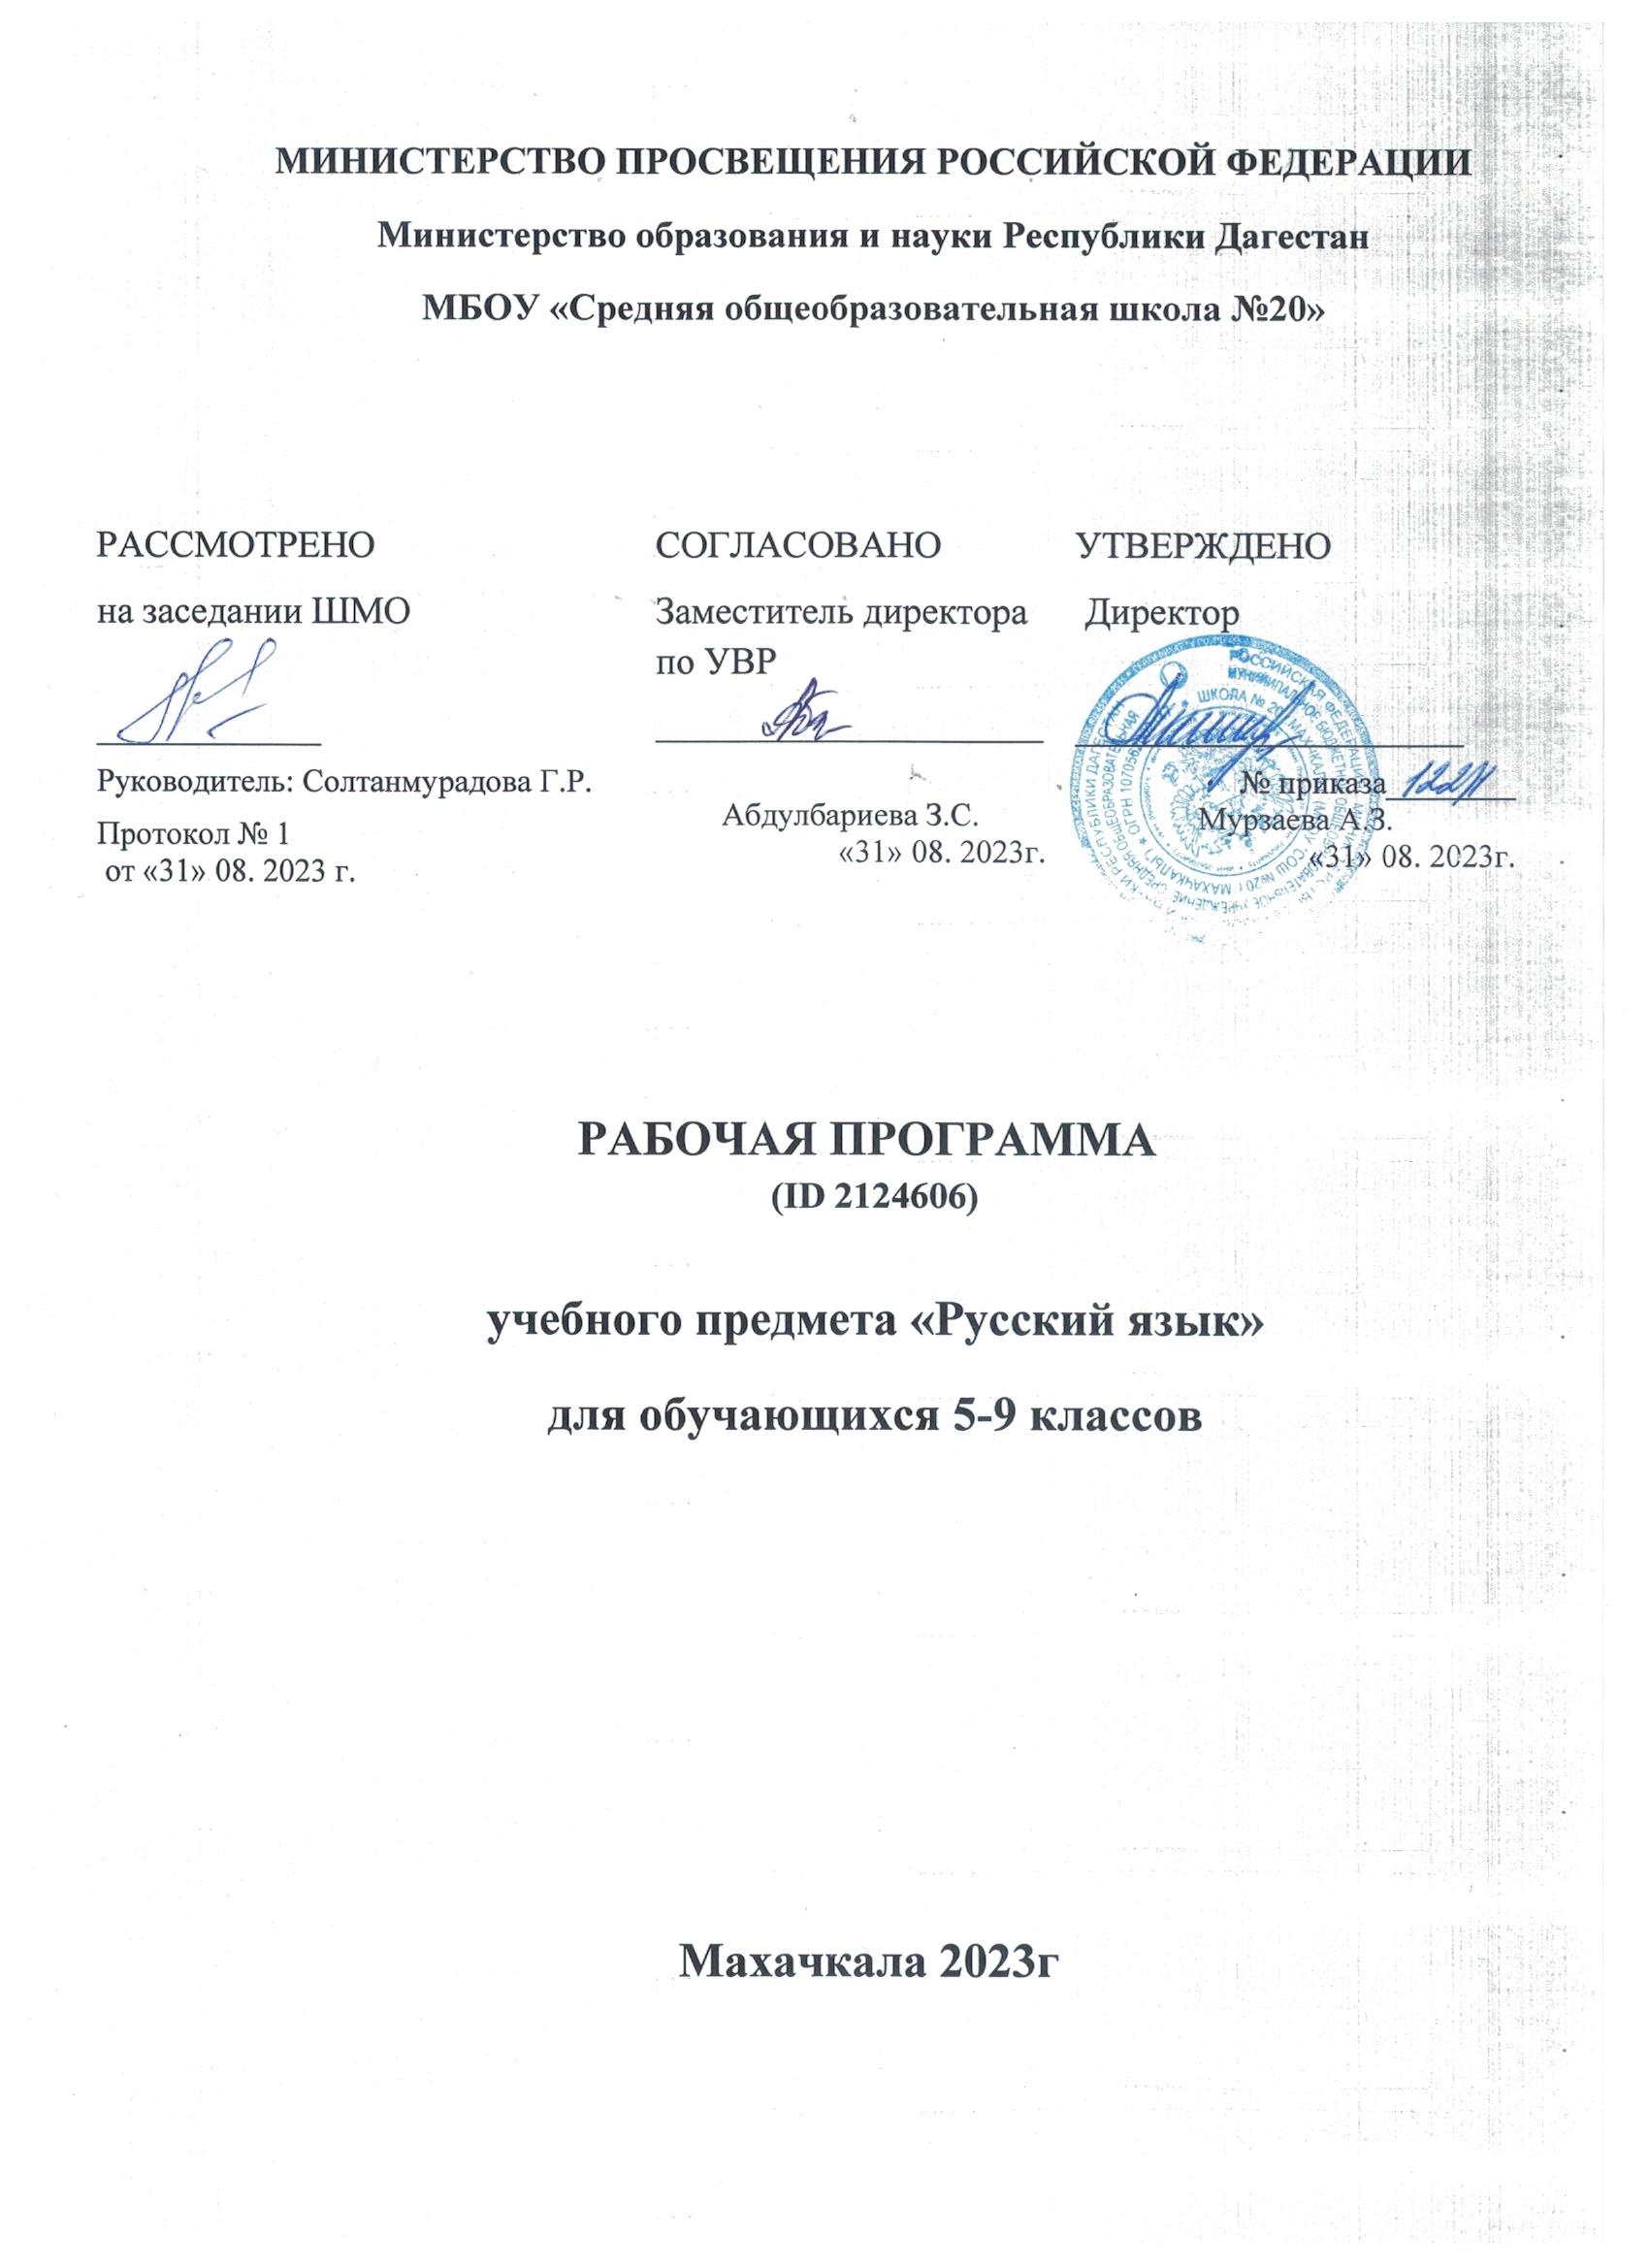 МИНИСТЕРСТВО ПРОСВЕЩЕНИЯ РОССИЙСКОЙ ФЕДЕРАЦИИ
Министерство образования и науки Республики Дагестан
МБОУ «Средняя общеобразовательная школа №20»
РАССМОТРЕНО
на заседании ШМО
Руководитель: Солтанмурадова Г.Р.
Протокол № 1
от «31» 08. 2023 г.
СОГЛАСОВАНО
Заместитель директора
по УВР
Абдулбариева З.С.
«31» 08. 2023г.
УТВЕРЖДЕНО
Директор
№ приказа
Мурзаева А.З.
«31» 08. 2023г.
РАБОЧАЯ ПРОГРАММА
(ID 2124606)
учебного предмета «Русский язык»
для обучающихся 5-9 классов
Махачкала 2023г